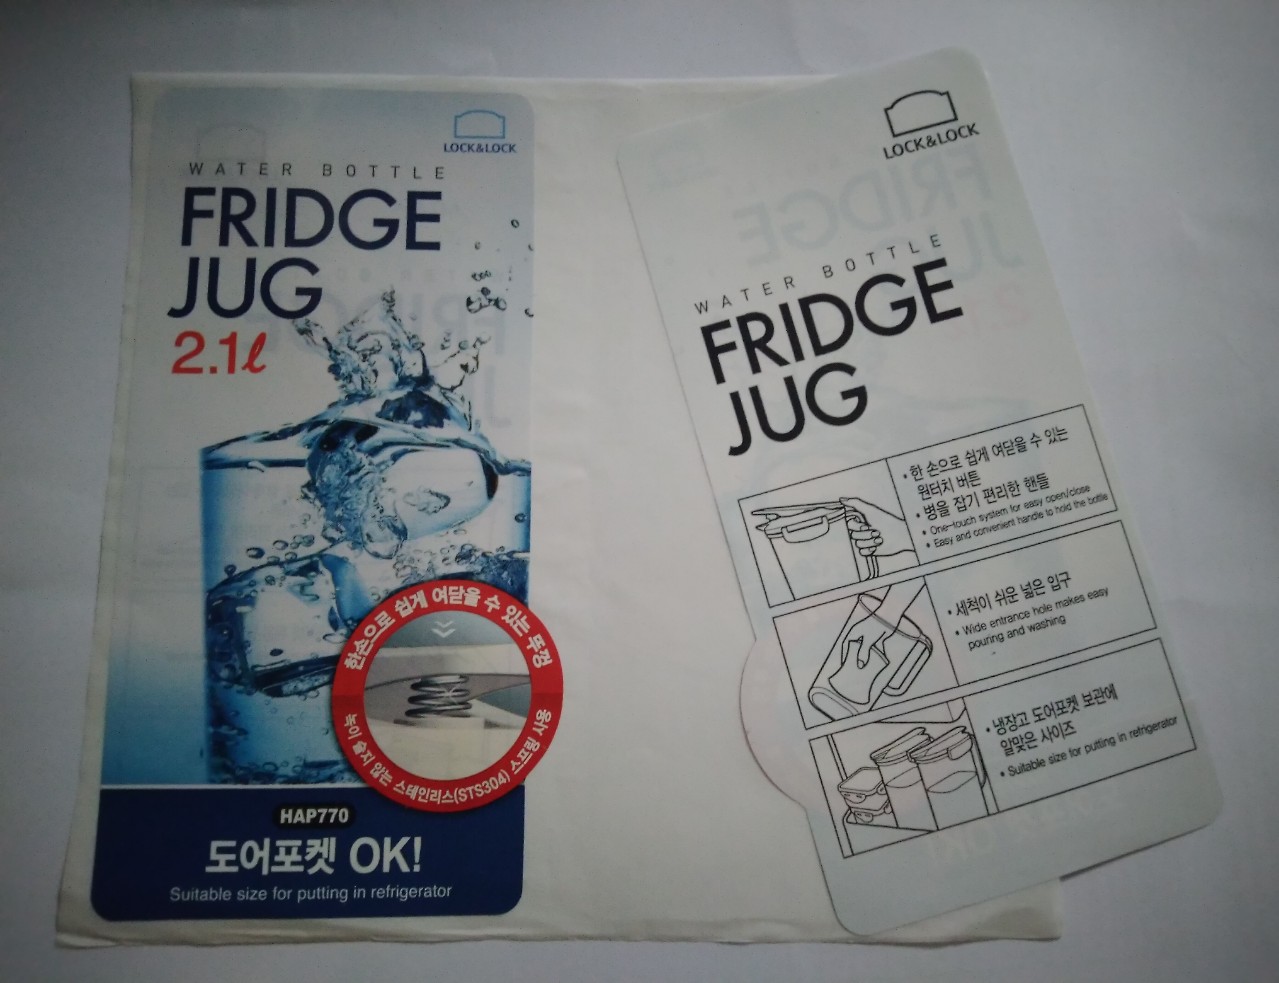 LOCK&LOCK
WATER BOTTLE
FRIDGE
JUG
2.1ℓ
한손으로 쉽게 여닫을 수 있는 뚜껑
녹이 슬지 않는 스테인리스(STS304) 스프링 사용
HAP770
도어포켓 OK!
Suitable size for putting in refrigerator
LOCK&LOCK
WATER BOTTLE
FRIDGE
JUG
• 한 손으로 쉽게 여닫을 수 있는
원터치 버튼
• 병을 잡기 편리한 핸들
• One-touch system for easy open/close
• Easy and convenient handle to hold the bottle
• 세척이 쉬운 넓은 입구
• Wide entrance hole makes easy
pouring and washing
• 냉장고 도어포켓 보관에
알맞은 사이즈
• Suitable size for putting in refrigerator